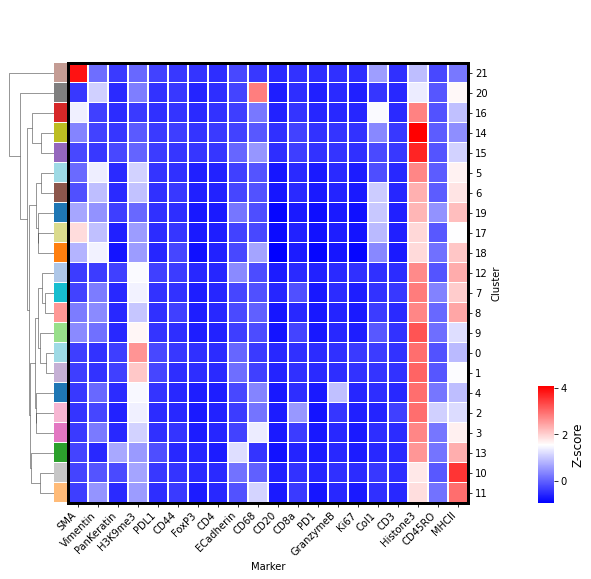 21
20
16
14
15
5
6
19
17
18
12
7
8
9
0
1
4
2
3
13
10
11
Cluster
4
2
0
Z-score
SMA
Vimentin
PanKeratin
H3K9me3
PDL1
CD44
FoxP3
CD4
ECadherin
CD68
CD20
CD8a
PD1
GranzymeB
Ki67
Col1
CD3
Histone3
CD45RO
MHCII
Marker